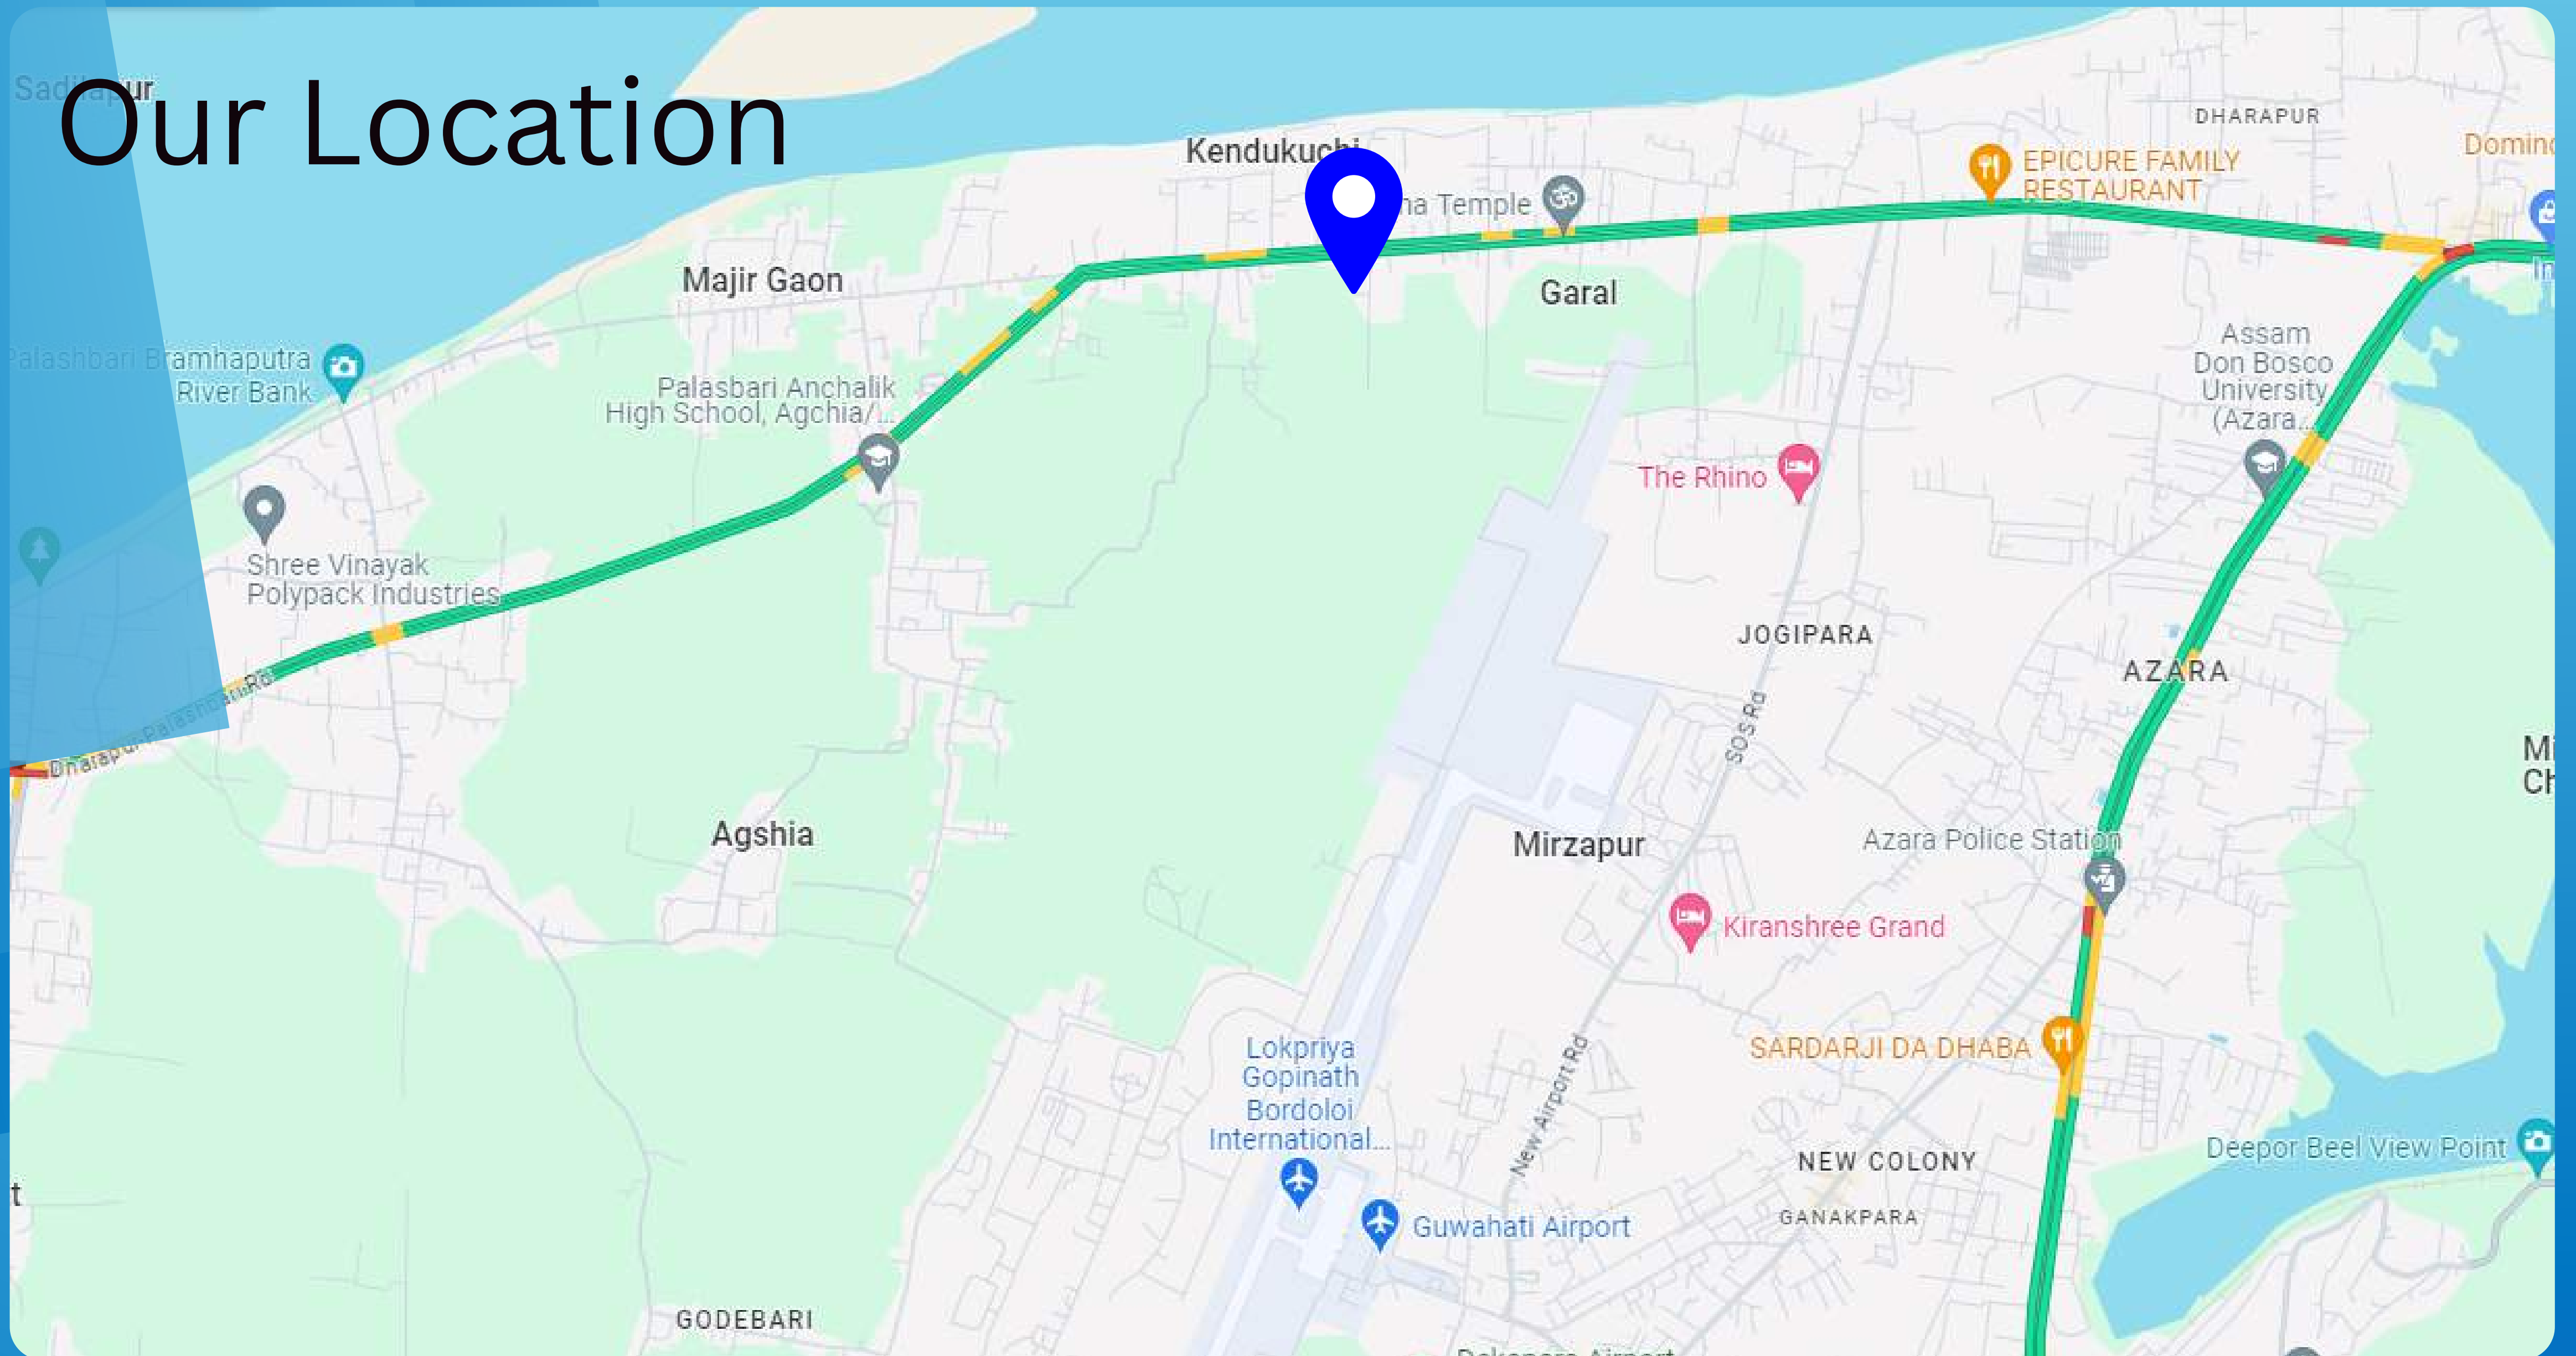 Our Location
Kendukuchi
Temple
DHARAPUR
EPICURE FAMILY
RESTAURANT
Majir Gaon
Garal
Palashbari Bramhaputra
River Bank
Palasbari Anchalik
High School, Agchia/...
Assam
Don Bosco
University
(Azara...
The Rhino
Shree Vinayak
Polypack Industries
Dharapur-Palashbari Rd
JOGIPARA
AZARA
SOS Rd
Agshia
Mirzapur
Azara Police Station
Kiranshree Grand
Lokpriya
Gopinath
Bordoloi
International...
New Airport Rd
SARDARJI DA DHABA
Guwahati Airport
NEW COLONY
GANAKPARA
Deepor Beel View Point
GODEBARI